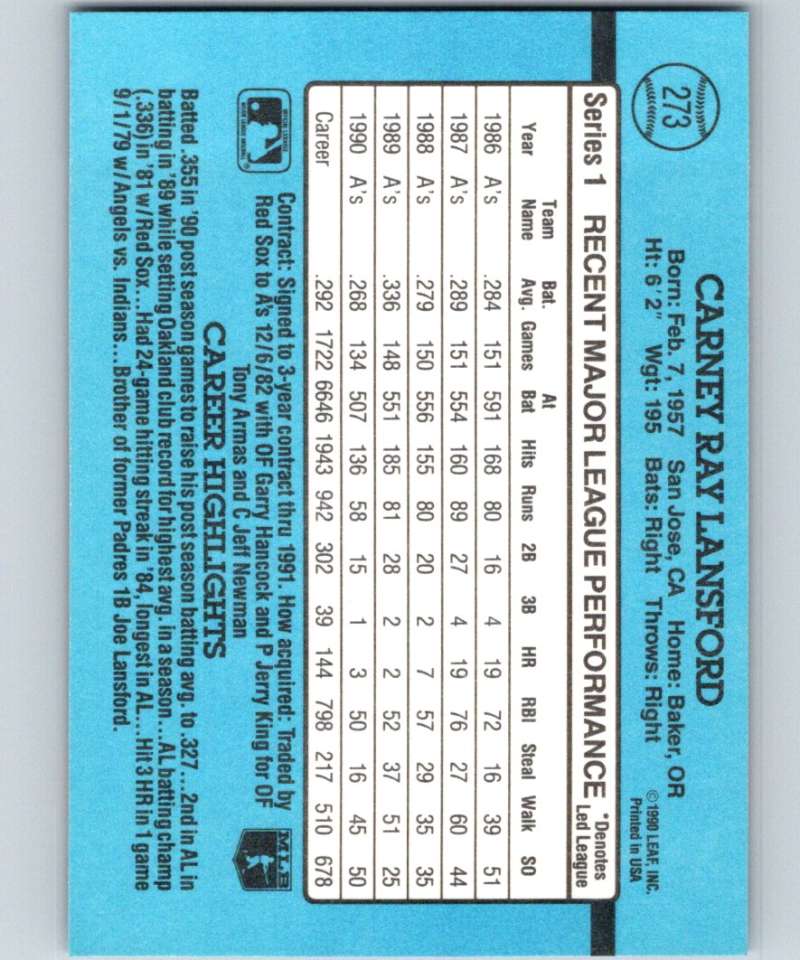 273
CARNEY RAY LANSFORD
Born: Feb. 7, 1957 San Jose, CA Home: Baker, OR
Ht: 6' 2" Wgt: 195 Bats: Right Throws: Right
©1990 LEAF, INC.
Printed in USA
Series 1 RECENT MAJOR LEAGUE PERFORMANCE *Denotes Led League
Year Team Name Bat. Avg. Games At Bat Hits Runs 2B 3B HR RBI Steal Walk SO
1986 A's .284 151 591 168 80 16 4 19 72 16 39 51
1987 A's .289 151 554 160 89 27 4 19 76 27 60 44
1988 A's .279 150 556 155 80 20 2 7 57 29 35 35
1989 A's .336 148 551 185 81 28 2 2 52 37 51 25
1990 A's .268 134 507 136 58 15 1 3 50 16 45 50
Career .292 1722 6646 1943 942 302 39 144 798 217 510 678
Contract: Signed to 3-year contract thru 1991. How acquired: Traded by
Red Sox to A's 12/6/82 with OF Garry Hancock and P Jerry King for OF
Tony Armas and C Jeff Newman
MLB
CAREER HIGHLIGHTS
Batted .355 in '90 post season games to raise his post season batting avg. to .327...2nd in AL in
batting in '89 while setting Oakland club record for highest avg. in a season...AL batting champ
(.336) in '81 w/Red Sox...Had 24-game hitting streak in '84, longest in AL...Hit 3 HR in 1 game
9/1/79 w/Angels vs. Indians...Brother of former Padres 1B Joe Lansford.